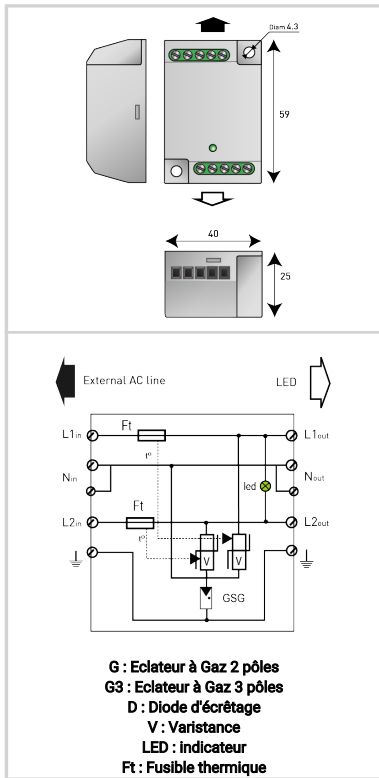 Diam 4.3
59
40
25
External AC line
LED
L1in
Ft
L1out
t°
Nin
Nout
led
Ft
L2in
L2out
t°
V
V
GSG
G : Eclateur à Gaz 2 pôles
G3 : Eclateur à Gaz 3 pôles
D : Diode d'écrêtage
V : Varistance
LED : indicateur
Ft : Fusible thermique